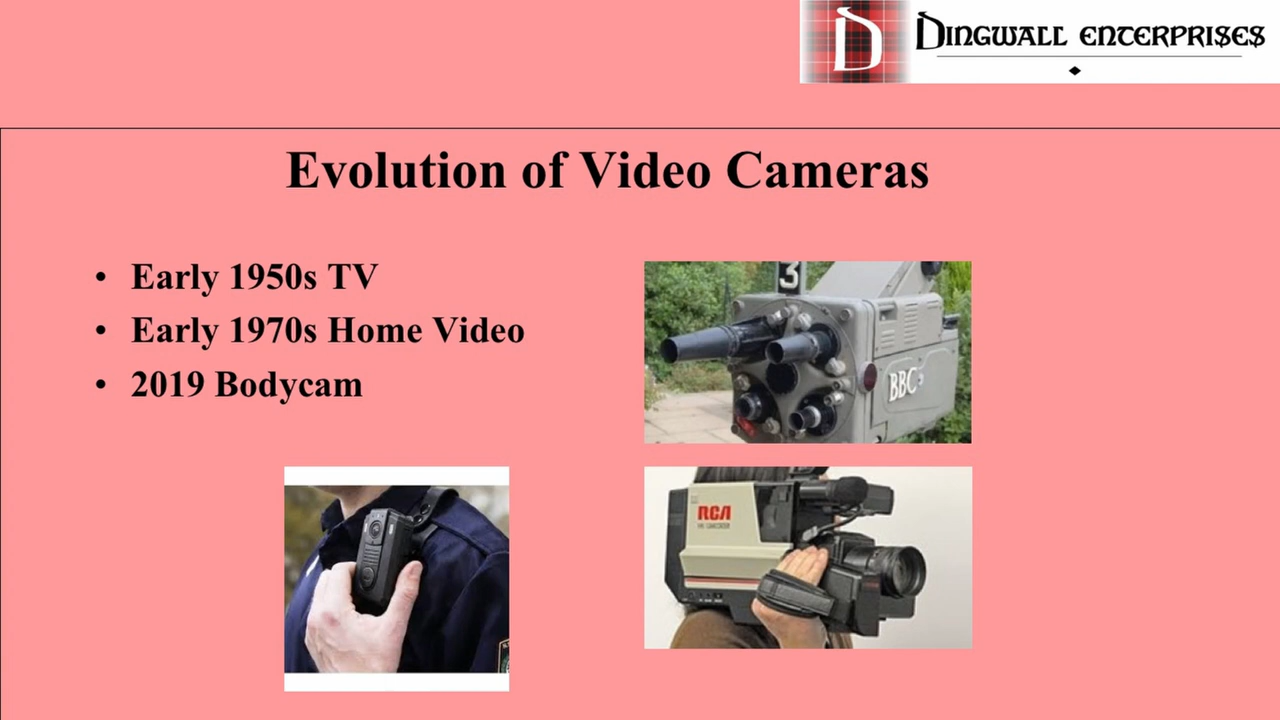 D
DINGWALL ENTERPRISES
Evolution of Video Cameras
• Early 1950s TV
• Early 1970s Home Video
• 2019 Bodycam
3
BBC
RCA